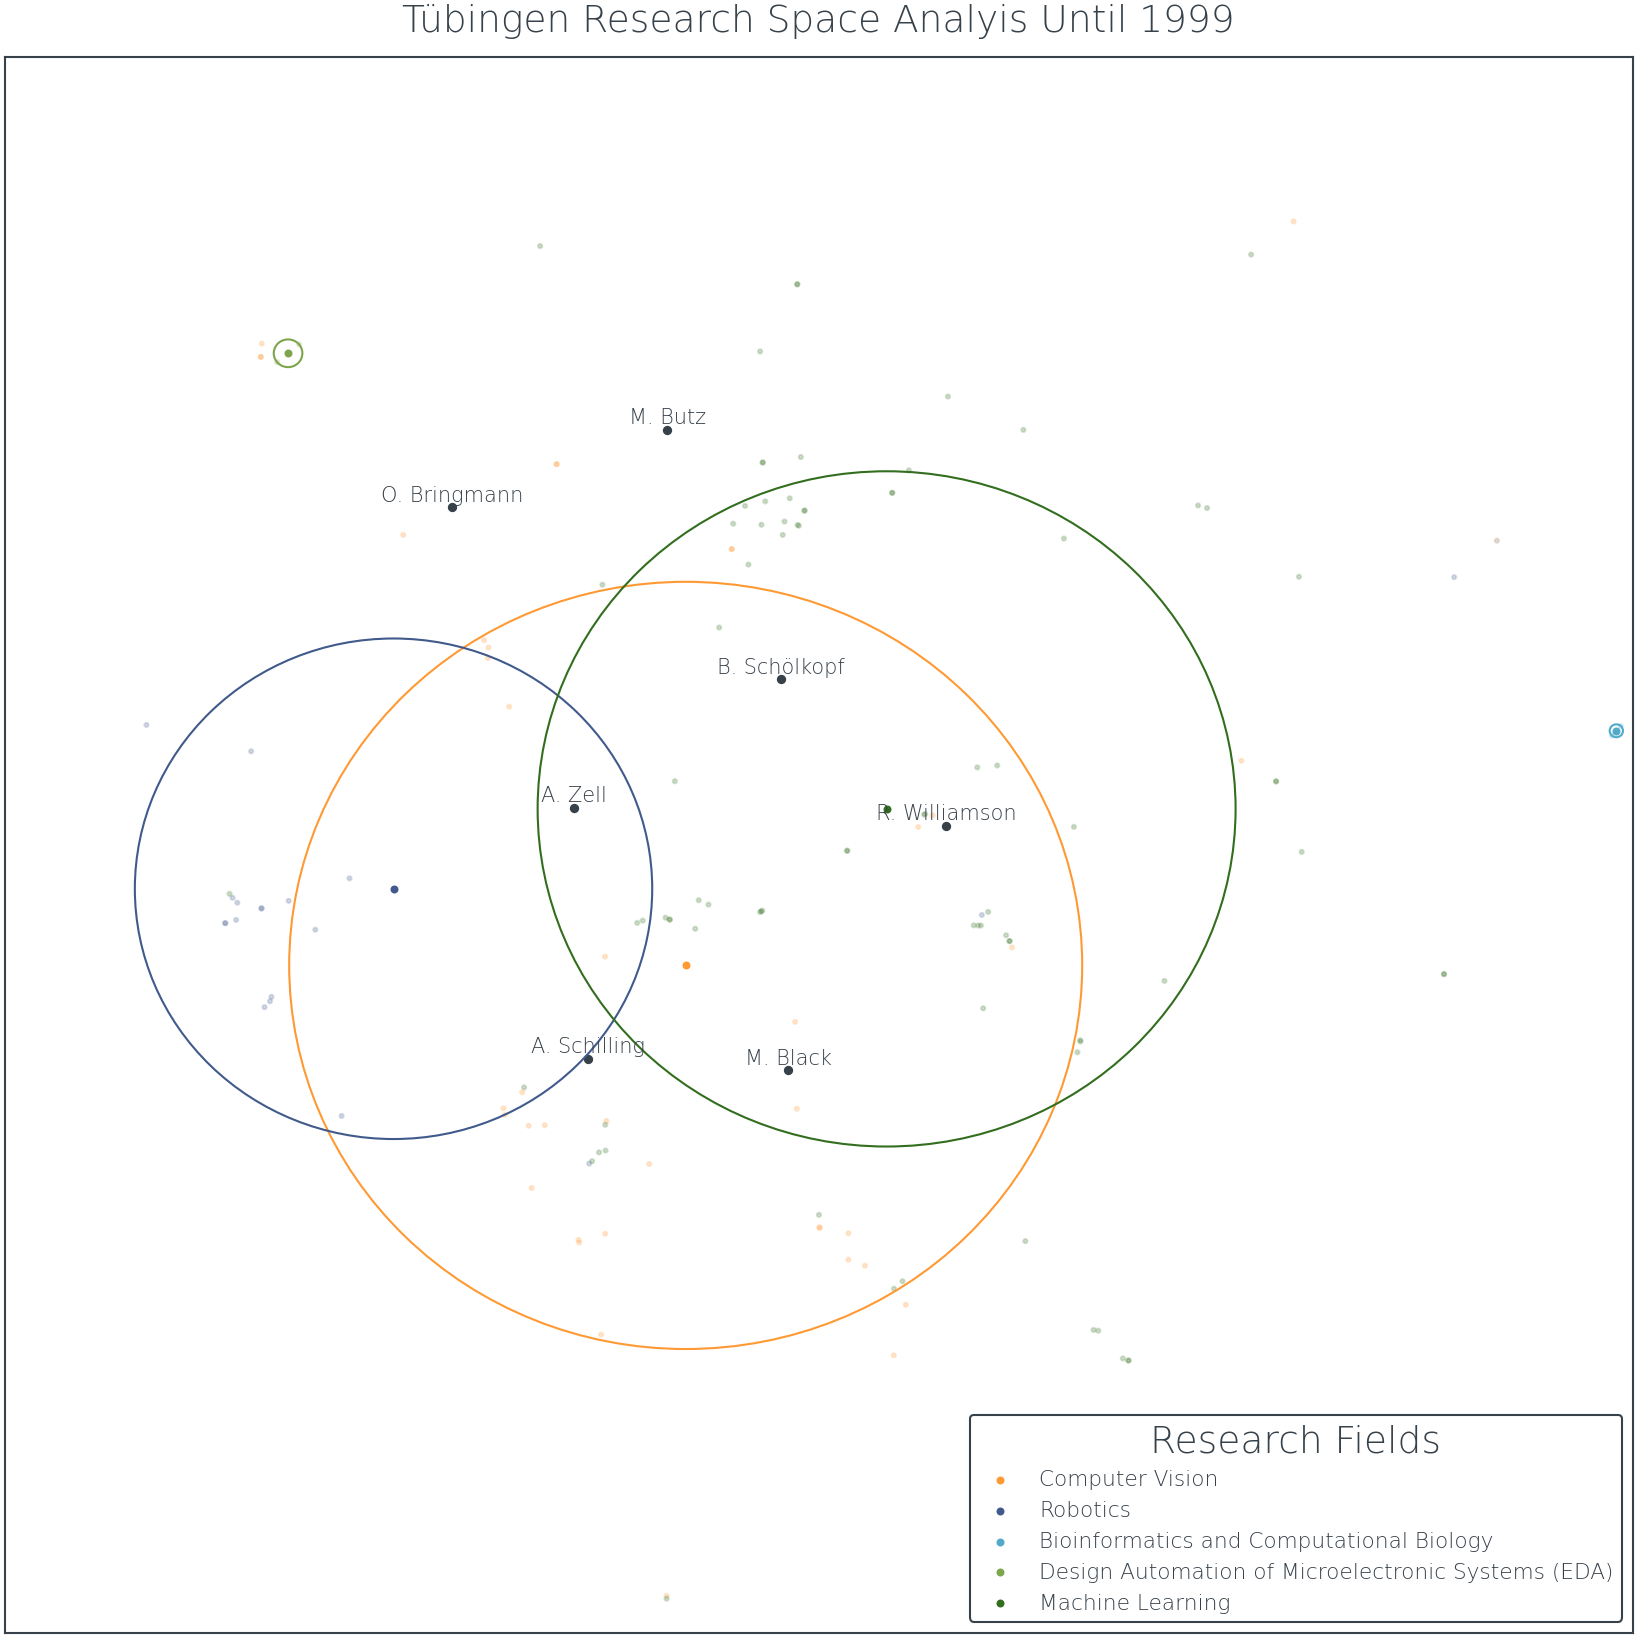 Tübingen Research Space Analyis Until 1999
M. Butz
O. Bringmann
B. Schölkopf
A. Zell
R. Williamson
A. Schilling
M. Black
Research Fields
Computer Vision
Robotics
Bioinformatics and Computational Biology
Design Automation of Microelectronic Systems (EDA)
Machine Learning